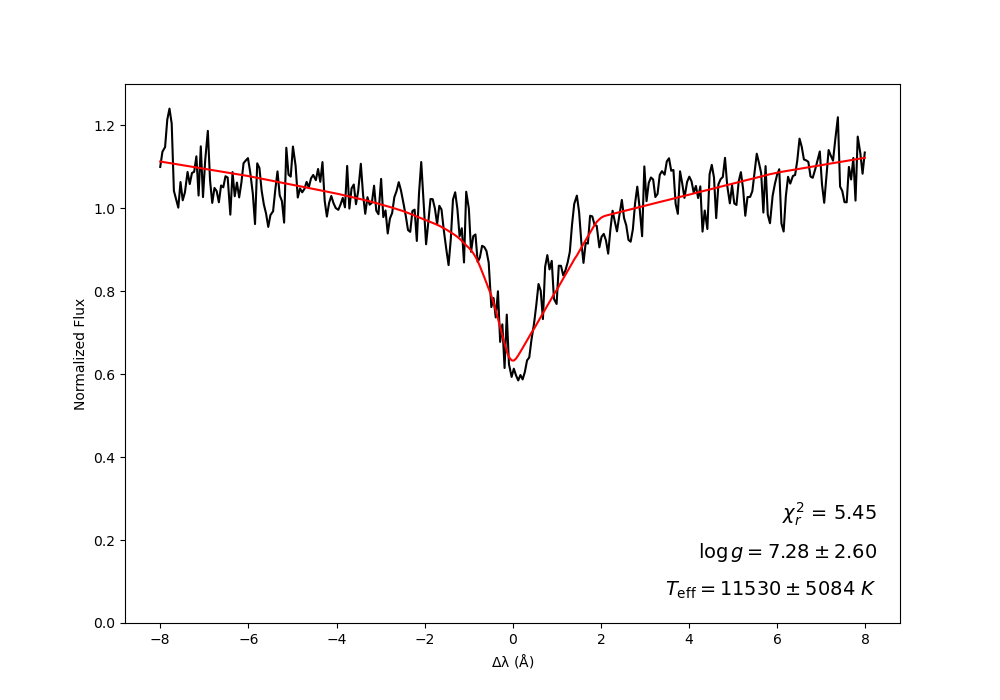 Normalized Flux
1.2
1.0
0.8
0.6
0.4
0.2
0.0
χ²ᵣ = 5.45
log g = 7.28 ± 2.60
T_eff = 11530 ± 5084 K
−8 −6 −4 −2 0 2 4 6 8
Δλ (Å)